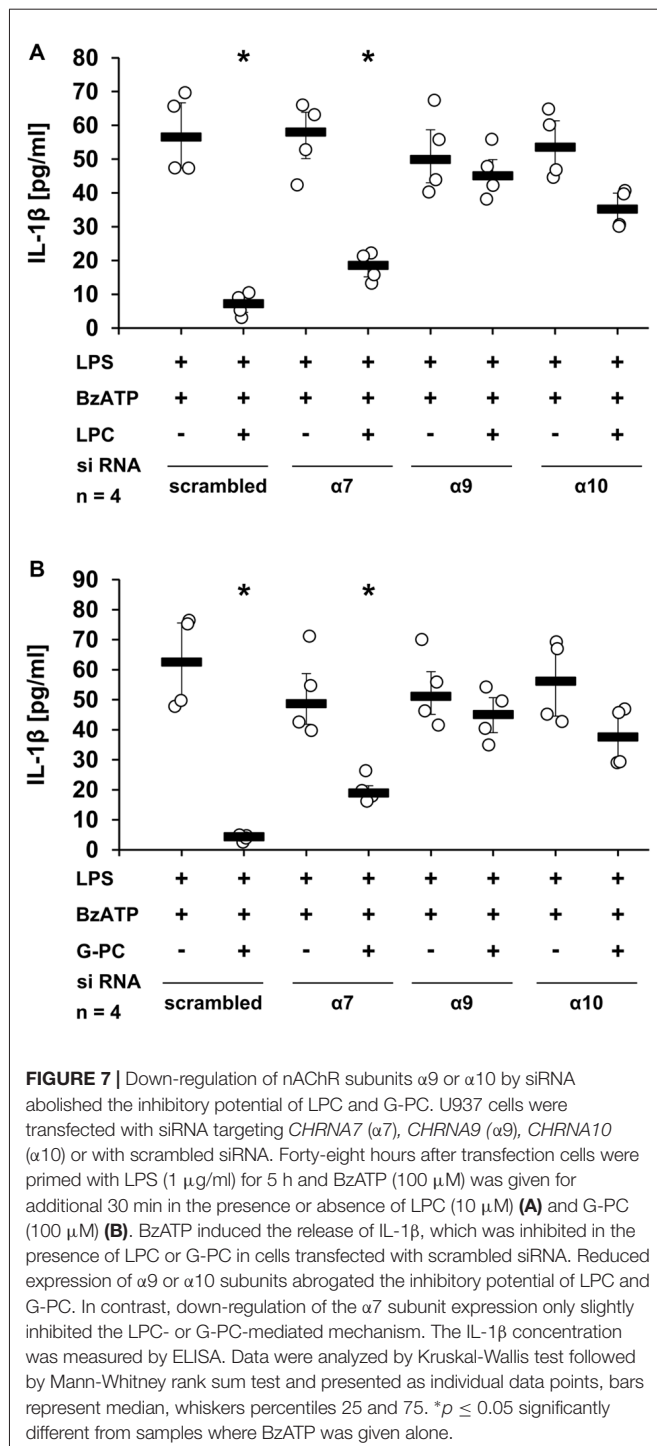 A
80
*
*
70
60
50
40
30
20
10
0
IL-1β [pg/ml]
LPS + + + + + + + +
BzATP + + + + + + + +
LPC - + - + - + - +
si RNA
n = 4 scrambled α7 α9 α10
B
90
*
*
80
70
60
50
40
30
20
10
0
IL-1β [pg/ml]
LPS + + + + + + + +
BzATP + + + + + + + +
G-PC - + - + - + - +
si RNA
n = 4 scrambled α7 α9 α10
FIGURE 7 | Down-regulation of nAChR subunits α9 or α10 by siRNA
abolished the inhibitory potential of LPC and G-PC. U937 cells were
transfected with siRNA targeting CHRNA7 (α7), CHRNA9 (α9), CHRNA10
(α10) or with scrambled siRNA. Forty-eight hours after transfection cells were
primed with LPS (1 μg/ml) for 5 h and BzATP (100 μM) was given for
additional 30 min in the presence or absence of LPC (10 μM) (A) and G-PC
(100 μM) (B). BzATP induced the release of IL-1β, which was inhibited in the
presence of LPC or G-PC in cells transfected with scrambled siRNA. Reduced
expression of α9 or α10 subunits abrogated the inhibitory potential of LPC and
G-PC. In contrast, down-regulation of the α7 subunit expression only slightly
inhibited the LPC- or G-PC-mediated mechanism. The IL-1β concentration
was measured by ELISA. Data were analyzed by Kruskal-Wallis test followed
by Mann-Whitney rank sum test and presented as individual data points, bars
represent median, whiskers percentiles 25 and 75. *p ≤ 0.05 significantly
different from samples where BzATP was given alone.